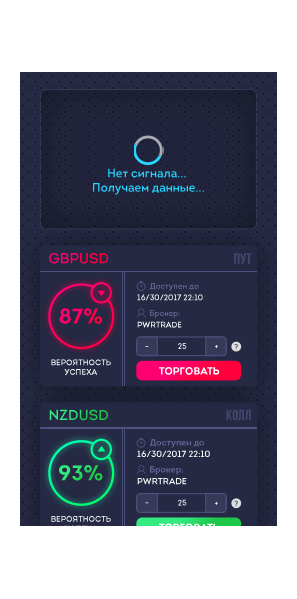 Нет сигнала...
Получаем данные...
GBPUSD
ПУТ
87%
ВЕРОЯТНОСТЬ
УСПЕХА
Доступен до
16/30/2017 22:10
Брокер:
PWRTRADE
- 25 + ?
ТОРГОВАТЬ
NZDUSD
КОЛЛ
93%
ВЕРОЯТНОСТЬ
Доступен до
16/30/2017 22:10
Брокер:
PWRTRADE
- 25 + ?
ТОРГОВАТЬ